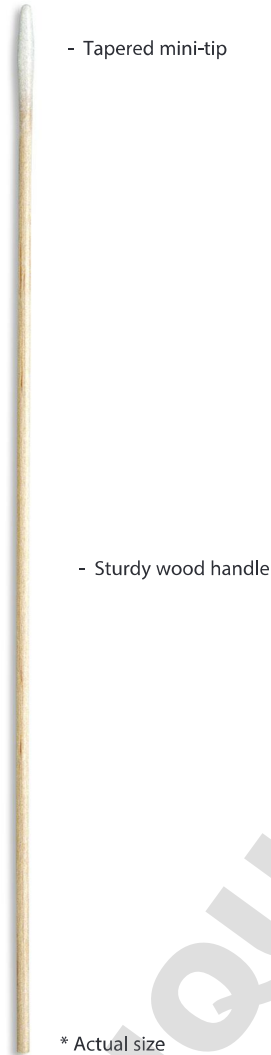 - Tapered mini-tip
- Sturdy wood handle
* Actual size